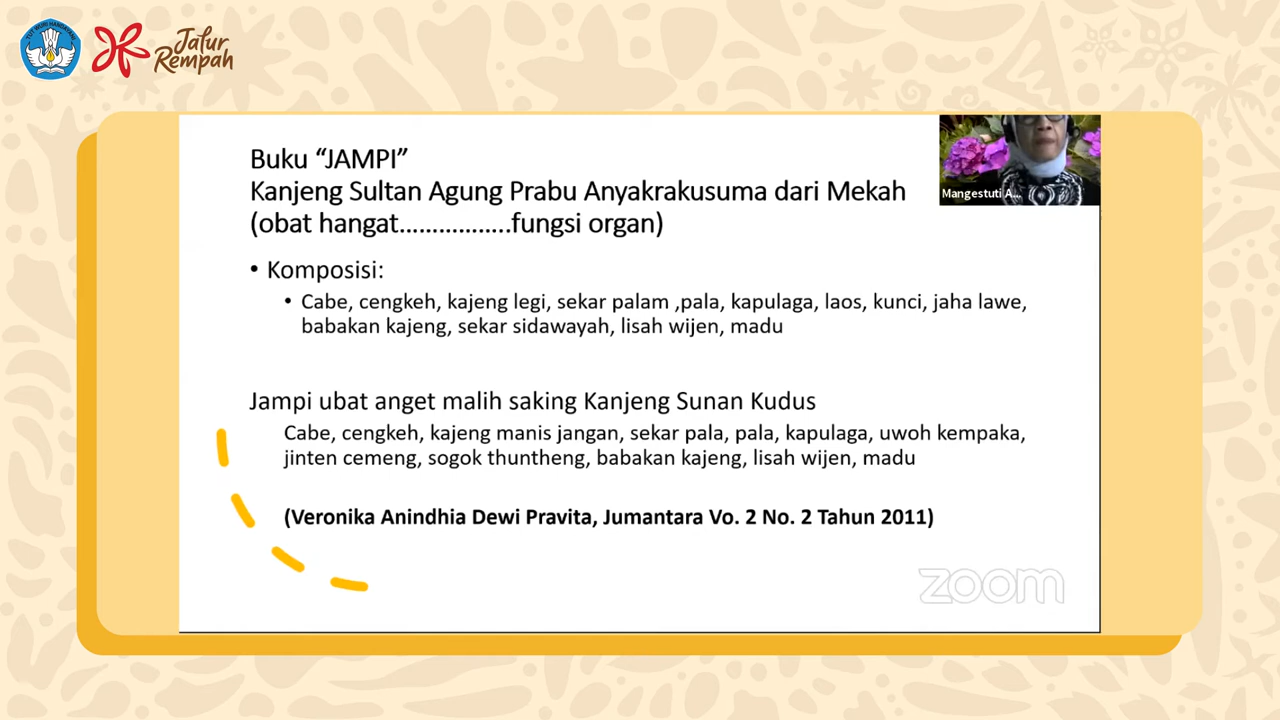 TUT WURI HANDAYANI
Jalur
Rempah
Buku “JAMPI”
Kanjeng Sultan Agung Prabu Anyakrakusuma dari Mekah
(obat hangat……………..fungsi organ)
Mangestuti A...
• Komposisi:
• Cabe, cengkeh, kajeng legi, sekar palam ,pala, kapulaga, laos, kunci, jaha lawe,
babakan kajeng, sekar sidawayah, lisah wijen, madu
Jampi ubat anget malih saking Kanjeng Sunan Kudus
Cabe, cengkeh, kajeng manis jangan, sekar pala, pala, kapulaga, uwoh kempaka,
jinten cemeng, sogok thuntheng, babakan kajeng, lisah wijen, madu
(Veronika Anindhia Dewi Pravita, Jumantara Vo. 2 No. 2 Tahun 2011)
zoom